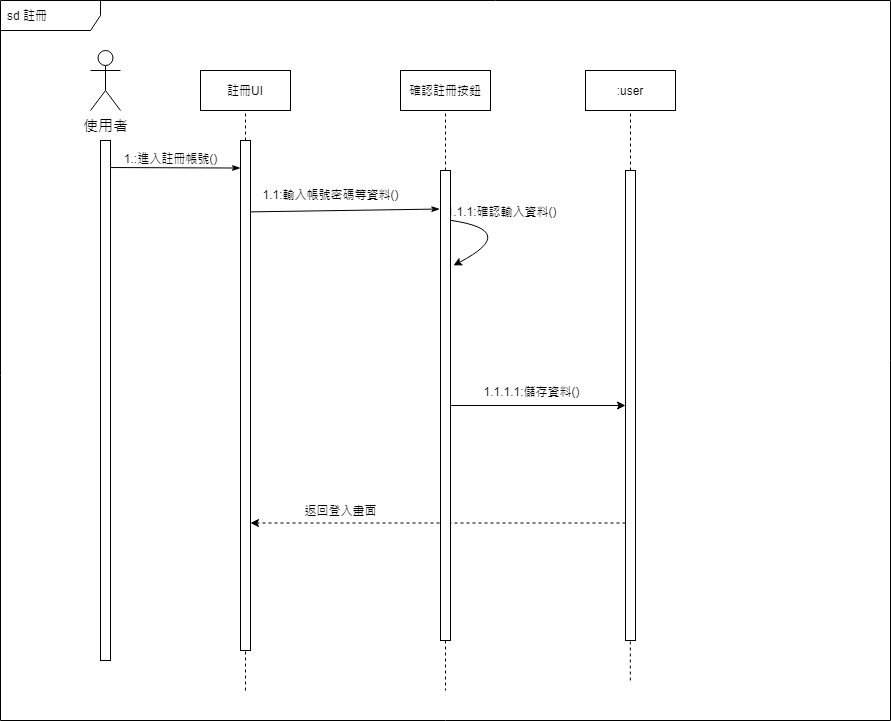 sd 註冊
使用者
註冊UI
確認註冊按鈕
:user
1.:進入註冊帳號()
1.1:輸入帳號密碼等資料()
.1.1:確認輸入資料()
1.1.1.1:儲存資料()
返回登入畫面